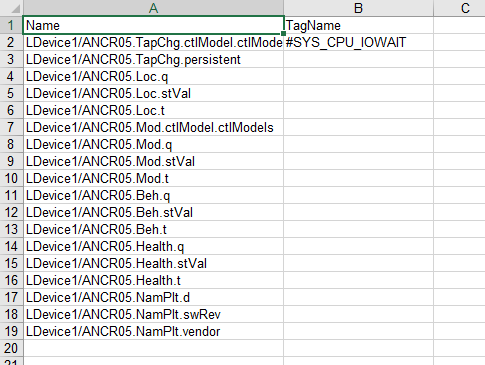 A B C
1 Name TagName
2 LDevice1/ANCR05.TapChg.ctlModel.ctlMode #SYS_CPU_IOWAIT
3 LDevice1/ANCR05.TapChg.persistent
4 LDevice1/ANCR05.Loc.q
5 LDevice1/ANCR05.Loc.stVal
6 LDevice1/ANCR05.Loc.t
7 LDevice1/ANCR05.Mod.ctlModel.ctlModels
8 LDevice1/ANCR05.Mod.q
9 LDevice1/ANCR05.Mod.stVal
10 LDevice1/ANCR05.Mod.t
11 LDevice1/ANCR05.Beh.q
12 LDevice1/ANCR05.Beh.stVal
13 LDevice1/ANCR05.Beh.t
14 LDevice1/ANCR05.Health.q
15 LDevice1/ANCR05.Health.stVal
16 LDevice1/ANCR05.Health.t
17 LDevice1/ANCR05.NamPlt.d
18 LDevice1/ANCR05.NamPlt.swRev
19 LDevice1/ANCR05.NamPlt.vendor
20
21